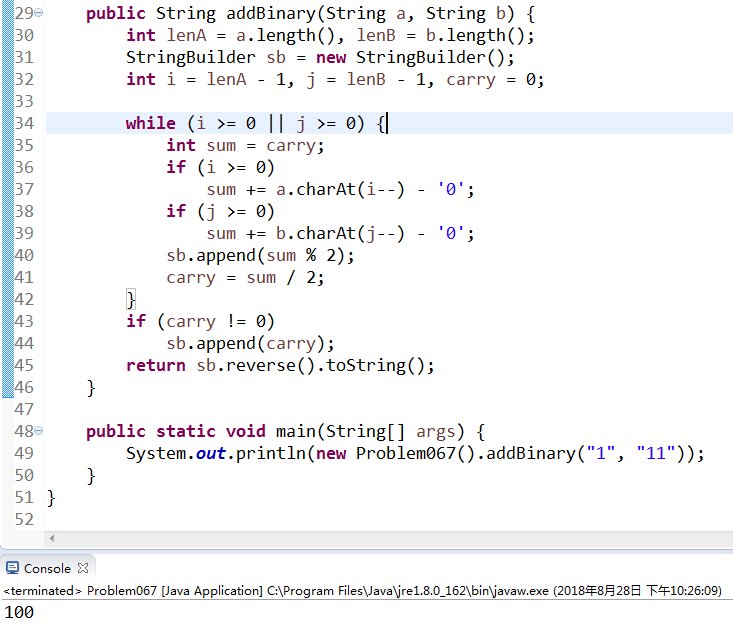 29 public String addBinary(String a, String b) {
30 int lenA = a.length(), lenB = b.length();
31 StringBuilder sb = new StringBuilder();
32 int i = lenA - 1, j = lenB - 1, carry = 0;
33
34 while (i >= 0 || j >= 0) {
35 int sum = carry;
36 if (i >= 0)
37 sum += a.charAt(i--) - '0';
38 if (j >= 0)
39 sum += b.charAt(j--) - '0';
40 sb.append(sum % 2);
41 carry = sum / 2;
42 }
43 if (carry != 0)
44 sb.append(carry);
45 return sb.reverse().toString();
46 }
47
48 public static void main(String[] args) {
49 System.out.println(new Problem067().addBinary("1", "11"));
50 }
51 }
52
Console
<terminated> Problem067 [Java Application] C:\Program Files\Java\jre1.8.0_162\bin\javaw.exe (2018年8月28日 下午10:26:09)
100